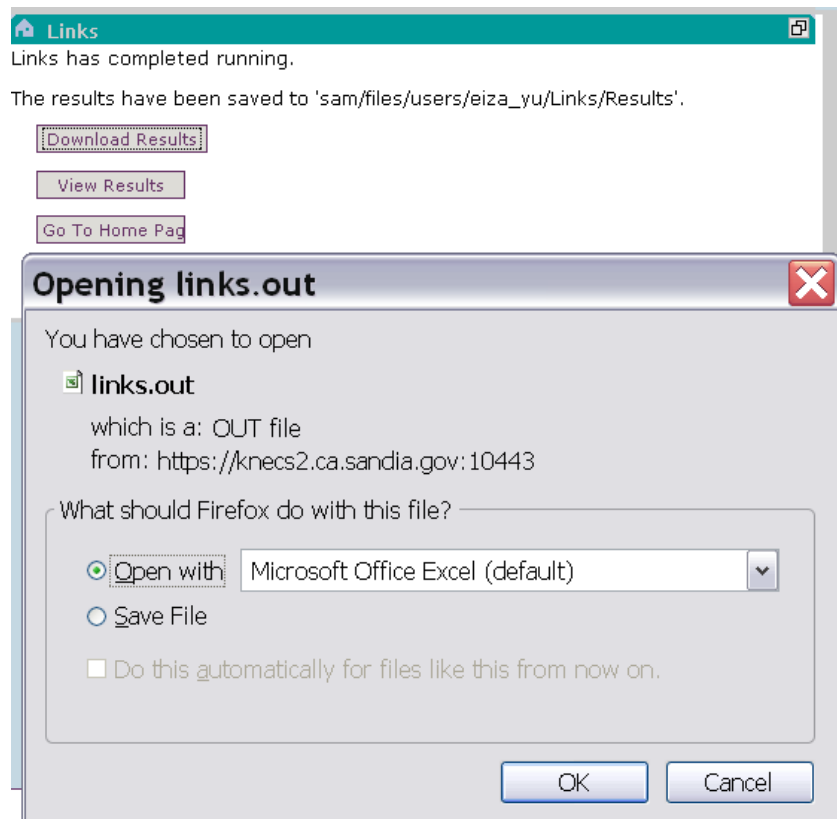 Links
Links has completed running.
The results have been saved to 'sam/files/users/eiza_yu/Links/Results'.
Download Results
View Results
Go To Home Pag
Opening links.out
You have chosen to open
links.out
which is a: OUT file
from: https://knecs2.ca.sandia.gov:10443
What should Firefox do with this file?
Open with Microsoft Office Excel (default)
Save File
Do this automatically for files like this from now on.
OK Cancel